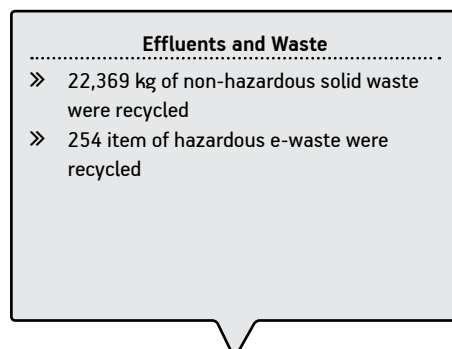 Effluents and Waste
» 22,369 kg of non-hazardous solid waste
were recycled
» 254 item of hazardous e-waste were
recycled